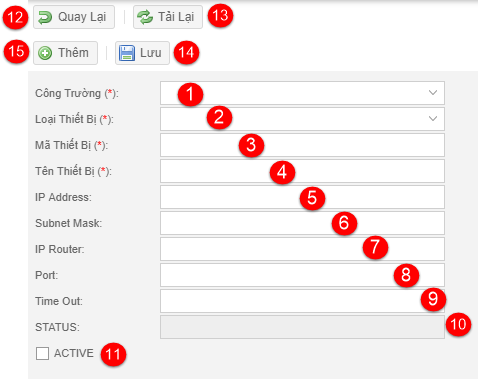 12 Quay Lại Tải Lại 13
15 Thêm Lưu 14
Công Trường (*): 1
Loại Thiết Bị (*): 2
Mã Thiết Bị (*): 3
Tên Thiết Bị (*): 4
IP Address: 5
Subnet Mask: 6
IP Router: 7
Port: 8
Time Out: 9
STATUS: 10
ACTIVE 11